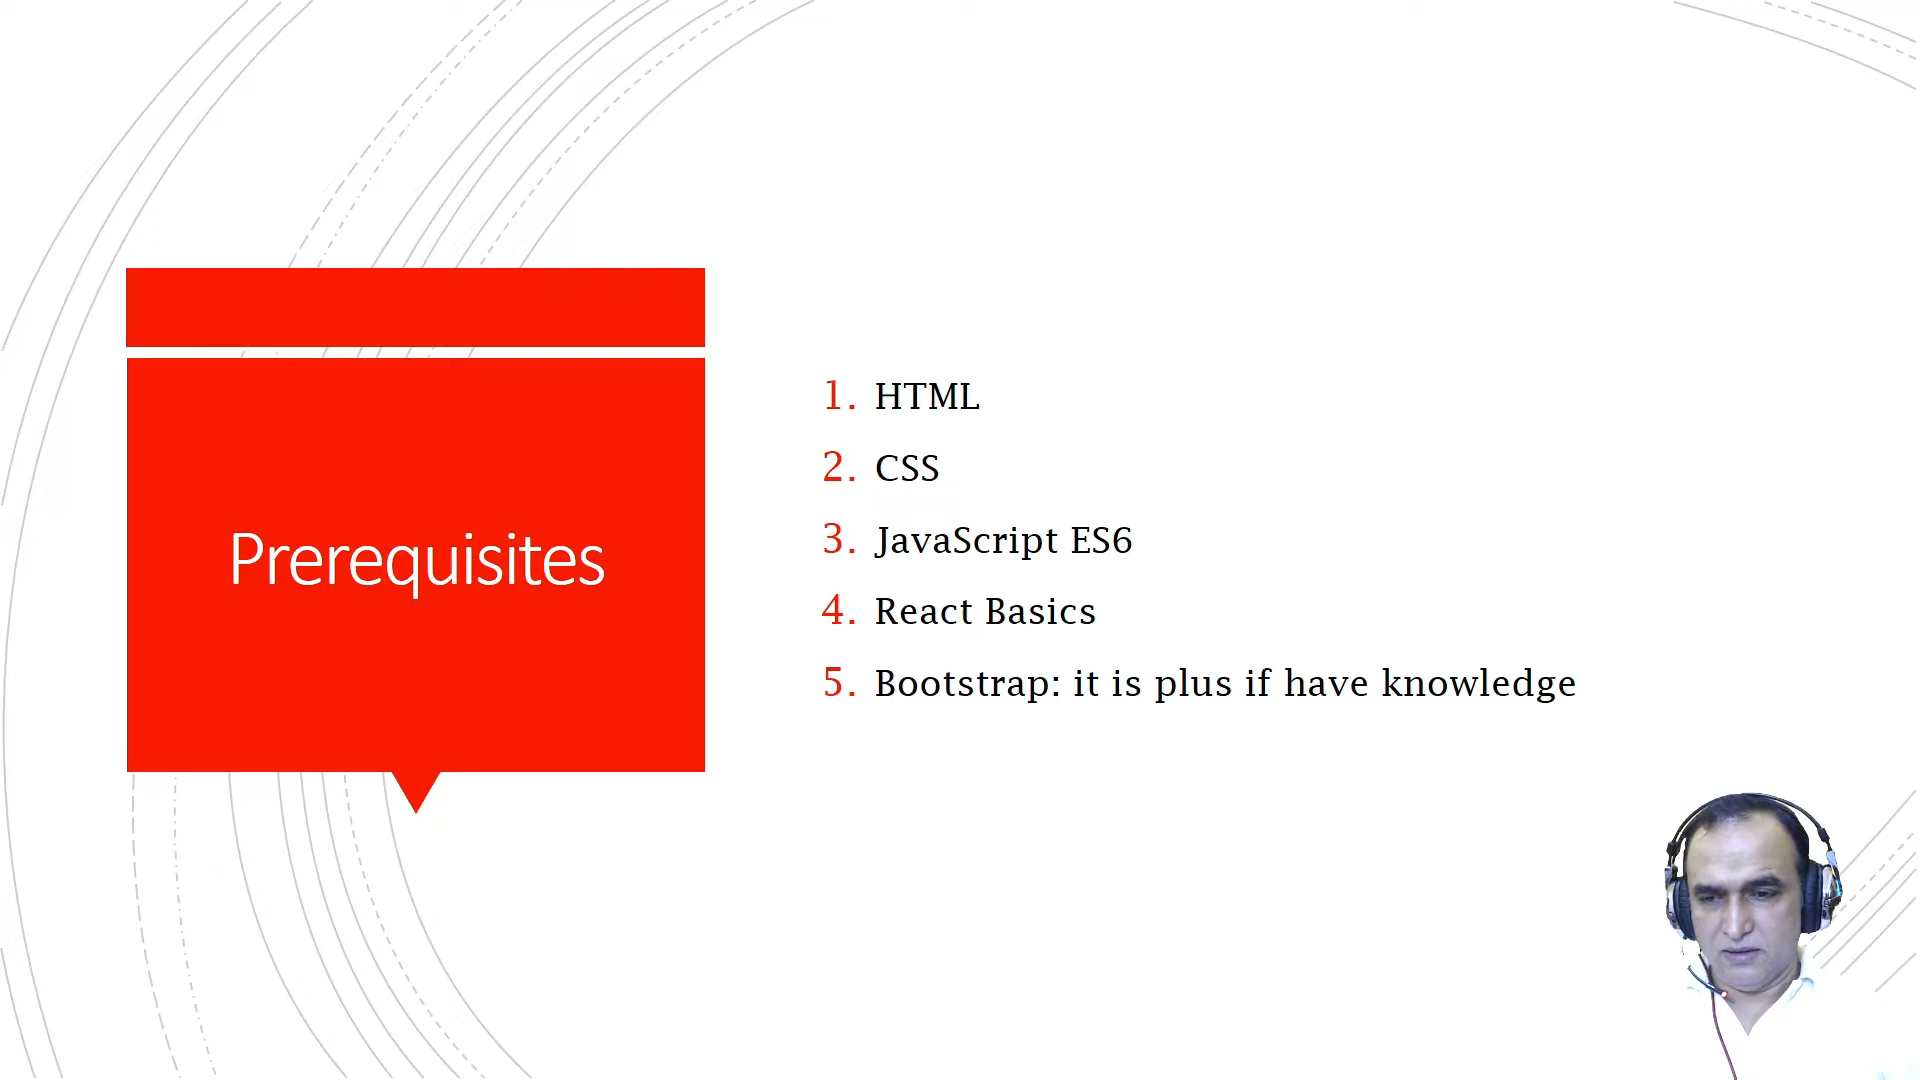 Prerequisites
1. HTML
2. CSS
3. JavaScript ES6
4. React Basics
5. Bootstrap: it is plus if have knowledge